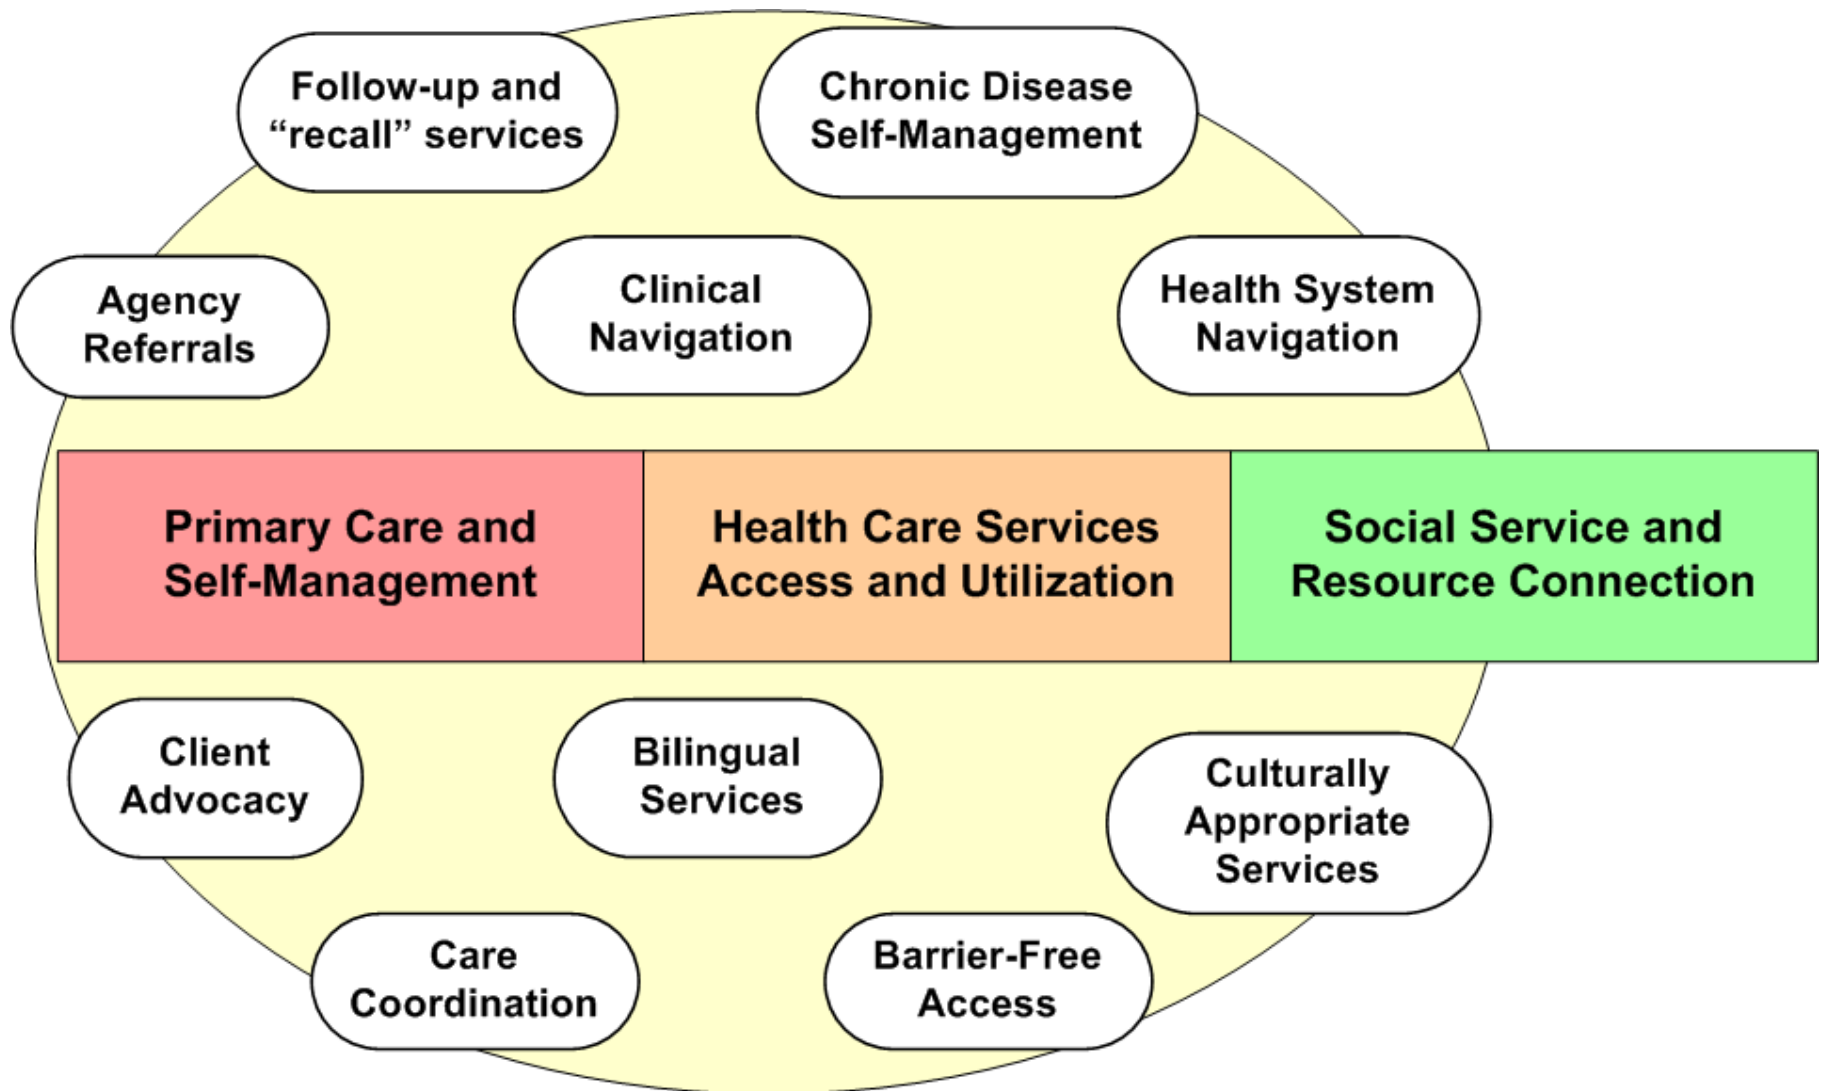 Follow-up and
“recall” services
Chronic Disease
Self-Management
Agency
Referrals
Clinical
Navigation
Health System
Navigation
Primary Care and
Self-Management
Health Care Services
Access and Utilization
Social Service and
Resource Connection
Client
Advocacy
Bilingual
Services
Culturally
Appropriate
Services
Care
Coordination
Barrier-Free
Access